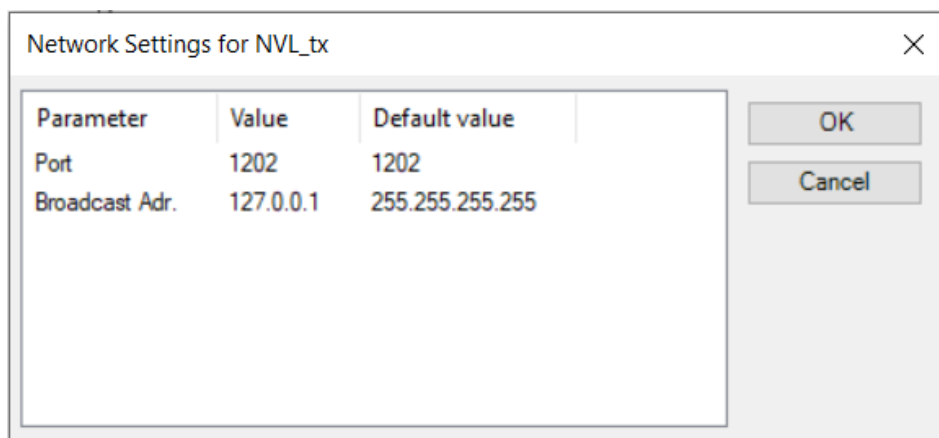 Network Settings for NVL_tx
Parameter Value Default value
Port 1202 1202
Broadcast Adr. 127.0.0.1 255.255.255.255
OK
Cancel